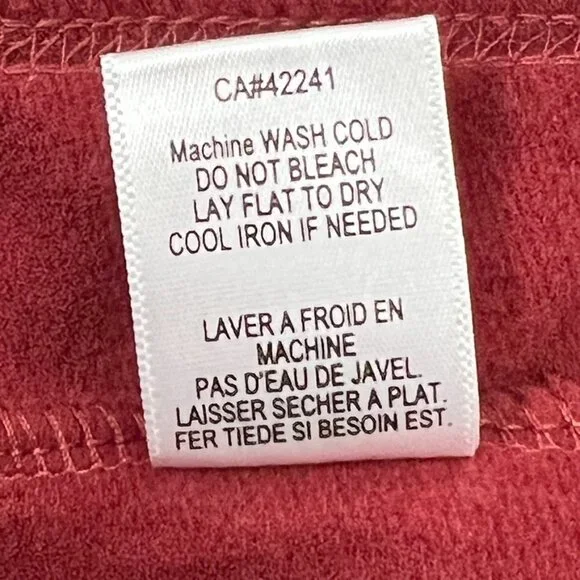 CA#42241
Machine WASH COLD
DO NOT BLEACH
LAY FLAT TO DRY
COOL IRON IF NEEDED
LAVER A FROID EN
MACHINE
PAS D'EAU DE JAVEL.
LAISSER SECHER A PLAT.
FER TIEDE SI BESOIN EST.